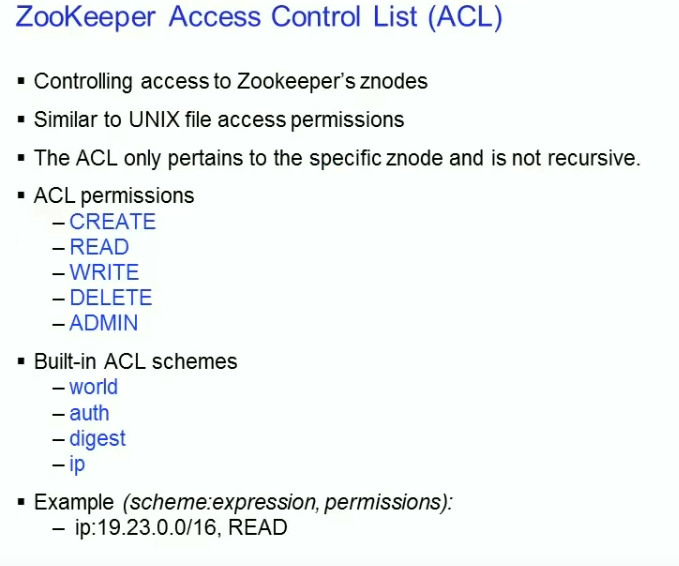 ZooKeeper Access Control List (ACL)
▪ Controlling access to Zookeeper's znodes
▪ Similar to UNIX file access permissions
▪ The ACL only pertains to the specific znode and is not recursive.
▪ ACL permissions
– CREATE
– READ
– WRITE
– DELETE
– ADMIN
▪ Built-in ACL schemes
– world
– auth
– digest
– ip
▪ Example (scheme:expression, permissions):
– ip:19.23.0.0/16, READ